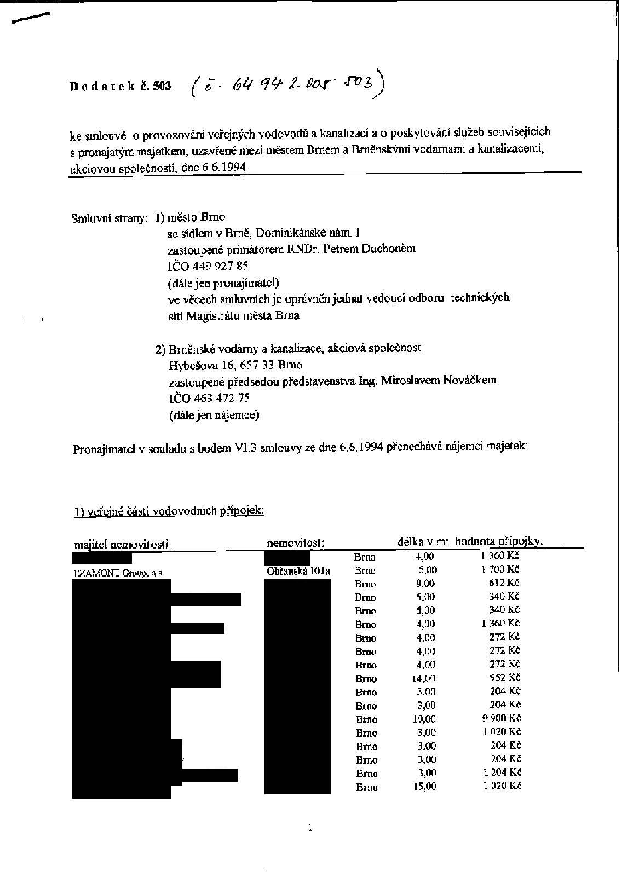 Dodatek č. 503 (č. 64 94 2 005 503)
ke smlouvě o provozování veřejných vodovodů a kanalizací a o poskytování služeb souvisejících
s pronajatým majetkem, uzavřené mezi městem Brnem a Brněnskými vodárnami a kanalizacemi,
akciovou společností, dne 6.6.1994
Smluvní strany: 1) město Brno
se sídlem v Brně, Dominikánské nám. 1
zastoupené primátorem RNDr. Petrem Duchoněm
IČO 449 927 85
(dále jen pronajímatel)
ve věcech smluvních je oprávněn jednat vedoucí odboru technických
sítí Magistrátu města Brna
2) Brněnské vodárny a kanalizace, akciová společnost
Hybešova 16, 657 33 Brno
zastoupené předsedou představenstva Ing. Miroslavem Nováčkem
IČO 463 472 75
(dále jen nájemce)
Pronajímatel v souladu s bodem VI.3 smlouvy ze dne 6.6.1994 přenechává nájemci majetek:
1) veřejné části vodovodních přípojek:
majitel nemovitosti nemovitost: délka v m: hodnota přípojky:
Brno 4,00 1 360 Kč
Občanská 101a Brno 5,00 1 700 Kč
Brno 9,00 612 Kč
Brno 5,00 340 Kč
Brno 5,00 340 Kč
Brno 4,00 1 360 Kč
Brno 4,00 272 Kč
Brno 4,00 272 Kč
Brno 4,00 272 Kč
Brno 14,00 952 Kč
Brno 3,00 204 Kč
Brno 3,00 204 Kč
Brno 9 900 Kč
Brno 3,00 1 020 Kč
Brno 3,00 204 Kč
Brno 3,00 204 Kč
Brno 3,00 1 204 Kč
Brno 15,00 1 020 Kč
1